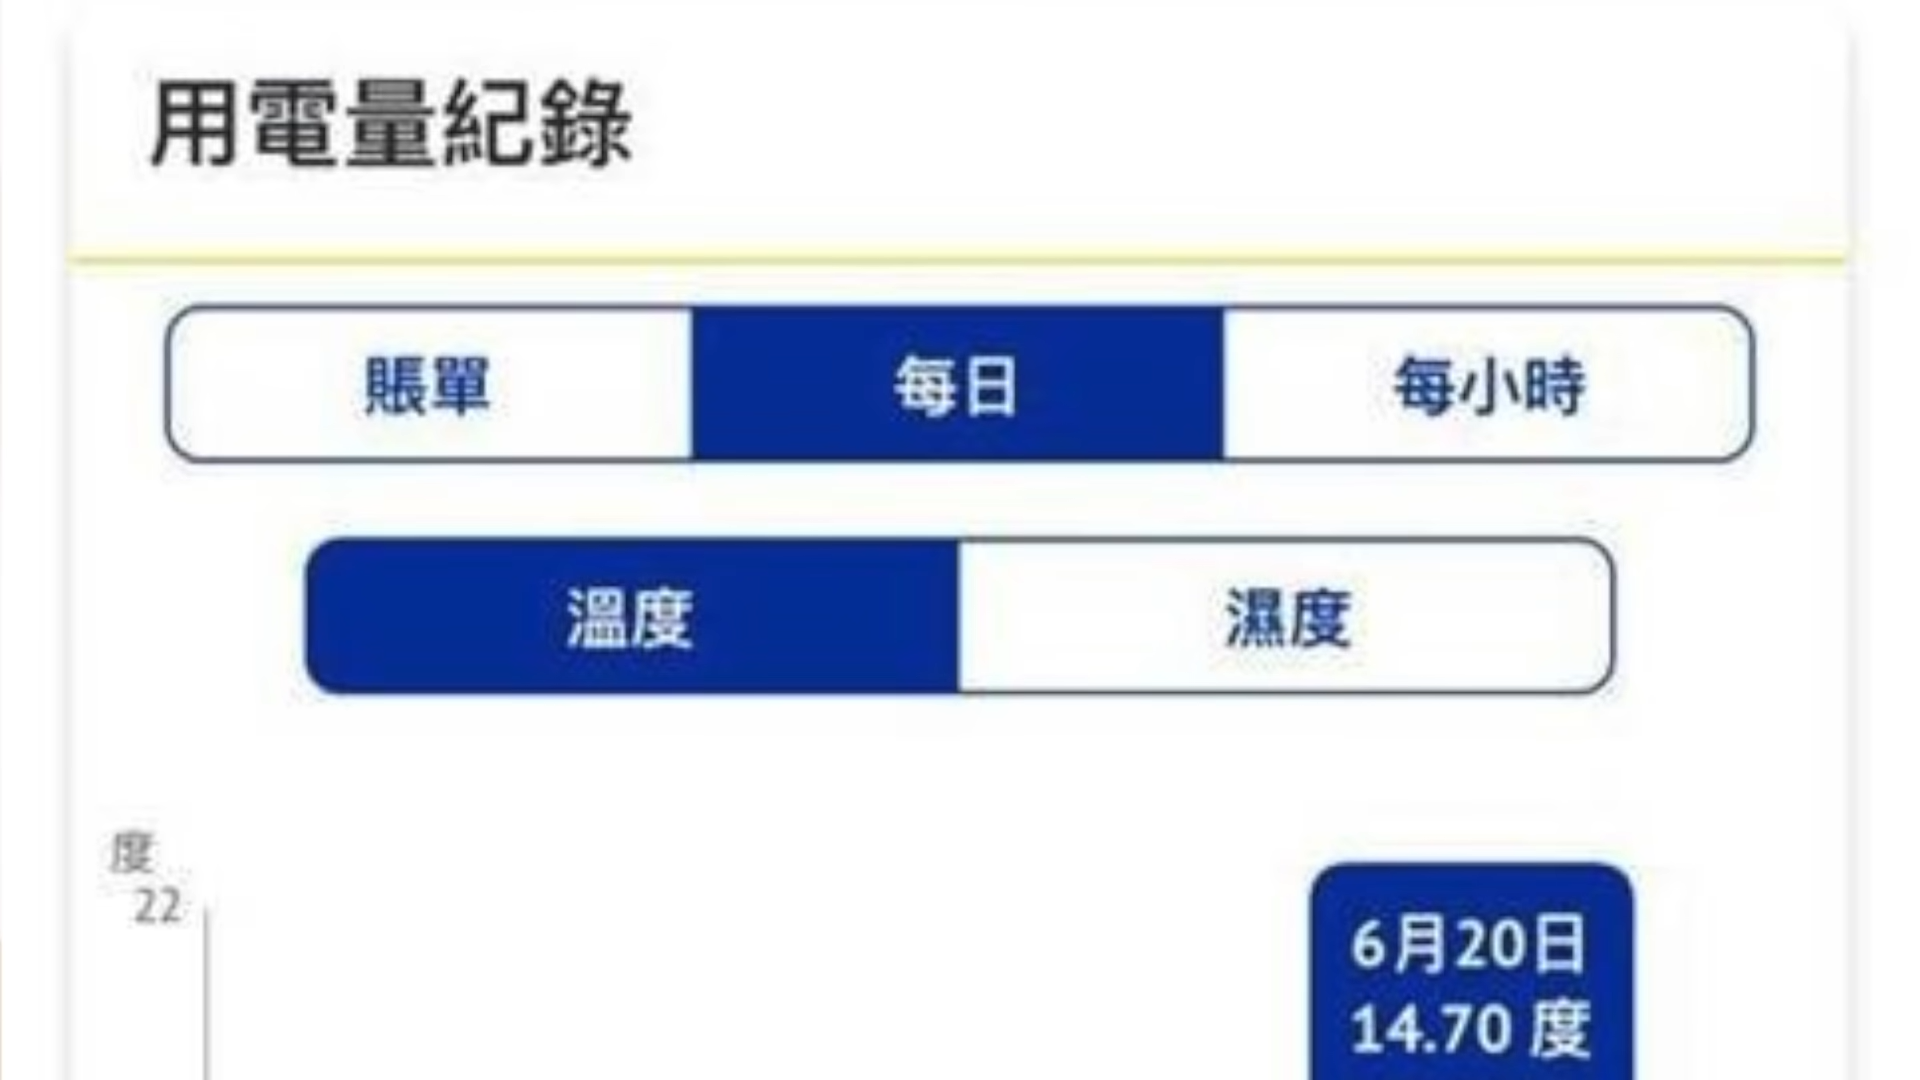 用電量紀錄
賬單 每日 每小時
溫度 濕度
度
22
6月20日
14.70 度